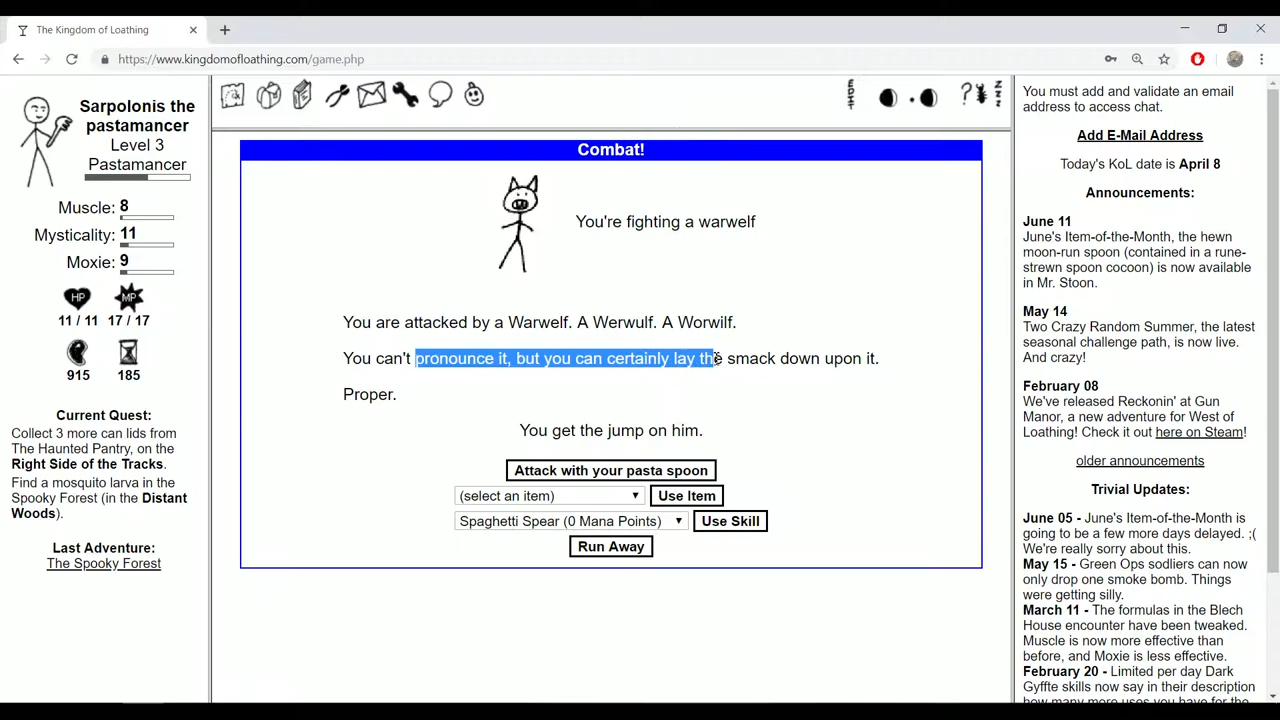 The Kingdom of Loathing
https://www.kingdomofloathing.com/game.php
Sarpolonis the
pastamancer
Level 3
Pastamancer
Muscle: 8
Mysticality: 11
Moxie: 9
HP MP
11 / 11 17 / 17
915 185
Current Quest:
Collect 3 more can lids from
The Haunted Pantry, on the
Right Side of the Tracks.
Find a mosquito larva in the
Spooky Forest (in the Distant
Woods).
Last Adventure:
The Spooky Forest
EDIT
? ZZZ
Combat!
You're fighting a warwelf
You are attacked by a Warwelf. A Werwulf. A Worwilf.
You can't pronounce it, but you can certainly lay the smack down upon it.
Proper.
You get the jump on him.
Attack with your pasta spoon
(select an item) Use Item
Spaghetti Spear (0 Mana Points) Use Skill
Run Away
You must add and validate an email
address to access chat.
Add E-Mail Address
Today's KoL date is April 8
Announcements:
June 11
June's Item-of-the-Month, the hewn
moon-run spoon (contained in a rune-
strewn spoon cocoon) is now available
in Mr. Stoon.
May 14
Two Crazy Random Summer, the latest
seasonal challenge path, is now live.
And crazy!
February 08
We've released Reckonin' at Gun
Manor, a new adventure for West of
Loathing! Check it out here on Steam!
older announcements
Trivial Updates:
June 05 - June's Item-of-the-Month is
going to be a few more days delayed. ;(
We're really sorry about this.
May 15 - Green Ops sodliers can now
only drop one smoke bomb. Things
were getting silly.
March 11 - The formulas in the Blech
House encounter have been tweaked.
Muscle is now more effective than
before, and Moxie is less effective.
February 20 - Limited per day Dark
Gyffte skills now say in their description
how many more uses you have for the